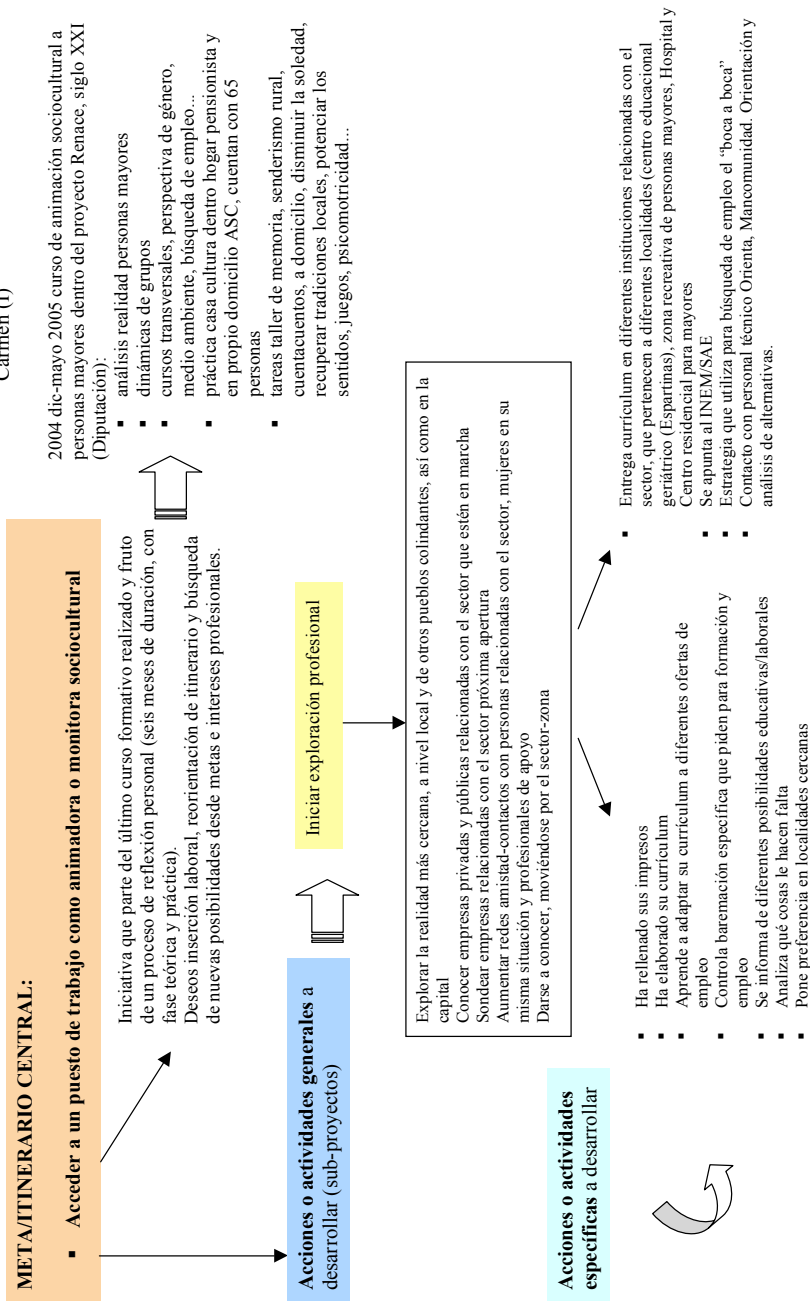 Carmen (1)
META/ITINERARIO CENTRAL:
▪ Acceder a un puesto de trabajo como animadora o monitora sociocultural
Iniciativa que parte del último curso formativo realizado y fruto
de un proceso de reflexión personal (seis meses de duración, con
fase teórica y práctica).
Deseos inserción laboral, reorientación de itinerario y búsqueda
de nuevas posibilidades desde metas e intereses profesionales.
2004 dic-mayo 2005 curso de animación sociocultural a
personas mayores dentro del proyecto Renace, siglo XXI
(Diputación):
▪ análisis realidad personas mayores
▪ dinámicas de grupos
▪ cursos transversales, perspectiva de género,
medio ambiente, búsqueda de empleo...
▪ práctica casa cultura dentro hogar pensionista y
en propio domicilio ASC, cuentan con 65
personas
▪ tareas taller de memoria, senderismo rural,
cuentacuentos, a domicilio, disminuir la soledad,
recuperar tradiciones locales, potenciar los
sentidos, juegos, psicomotricidad...
Acciones o actividades generales a
desarrollar (sub-proyectos)
Iniciar exploración profesional
Explorar la realidad más cercana, a nivel local y de otros pueblos colindantes, así como en la
capital
Conocer empresas privadas y públicas relacionadas con el sector que estén en marcha
Sondear empresas relacionadas con el sector próxima apertura
Aumentar redes amistad-contactos con personas relacionadas con el sector, mujeres en su
misma situación y profesionales de apoyo
Darse a conocer, moviéndose por el sector-zona
Acciones o actividades
específicas a desarrollar
▪ Ha rellenado sus impresos
▪ Ha elaborado su currículum
▪ Aprende a adaptar su currículum a diferentes ofertas de
empleo
▪ Controla baremación específica que piden para formación y
empleo
▪ Se informa de diferentes posibilidades educativas/laborales
▪ Analiza qué cosas le hacen falta
▪ Pone preferencia en localidades cercanas
▪ Entrega currículum en diferentes instituciones relacionadas con el
sector, que pertenecen a diferentes localidades (centro educacional
geriátrico (Espartinas), zona recreativa de personas mayores, Hospital y
Centro residencial para mayores
▪ Se apunta al INEM/SAE
▪ Estrategia que utiliza para búsqueda de empleo el “boca a boca”
▪ Contacto con personal técnico Orienta, Mancomunidad. Orientación y
análisis de alternativas.